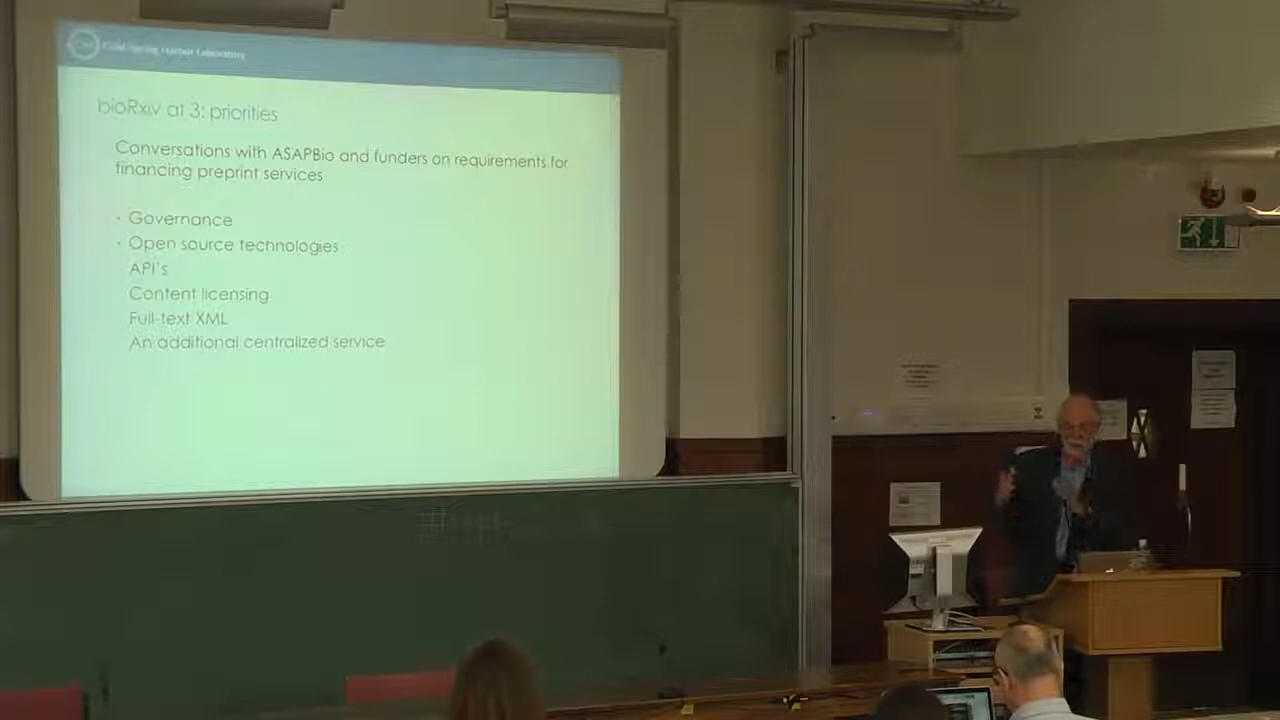 Cold Spring Harbor Laboratory
bioRxiv at 3: priorities
Conversations with ASAPBio and funders on requirements for
financing preprint services
· Governance
· Open source technologies
API's
Content licensing
Full-text XML
An additional centralized service